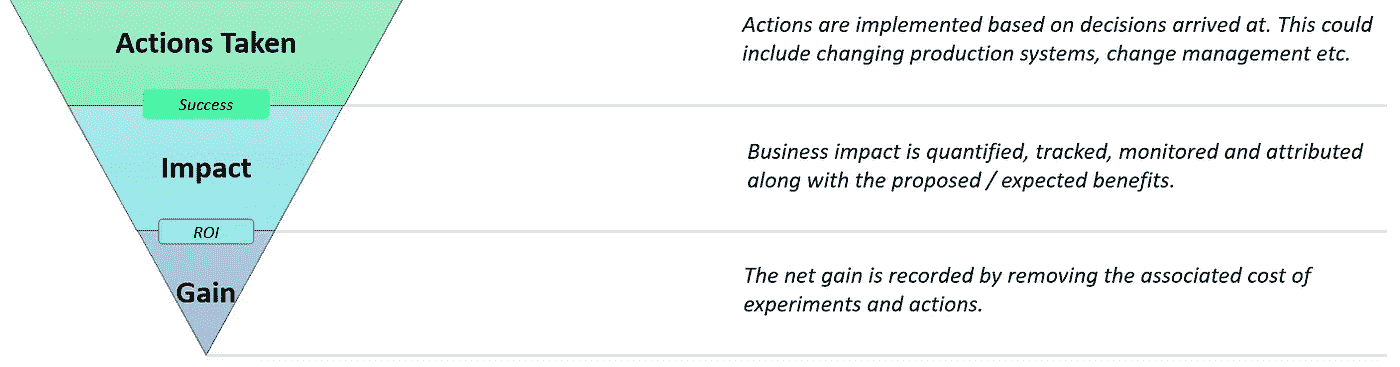 Actions Taken
Actions are implemented based on decisions arrived at. This could
include changing production systems, change management etc.
Success
Impact
Business impact is quantified, tracked, monitored and attributed
along with the proposed / expected benefits.
ROI
Gain
The net gain is recorded by removing the associated cost of
experiments and actions.